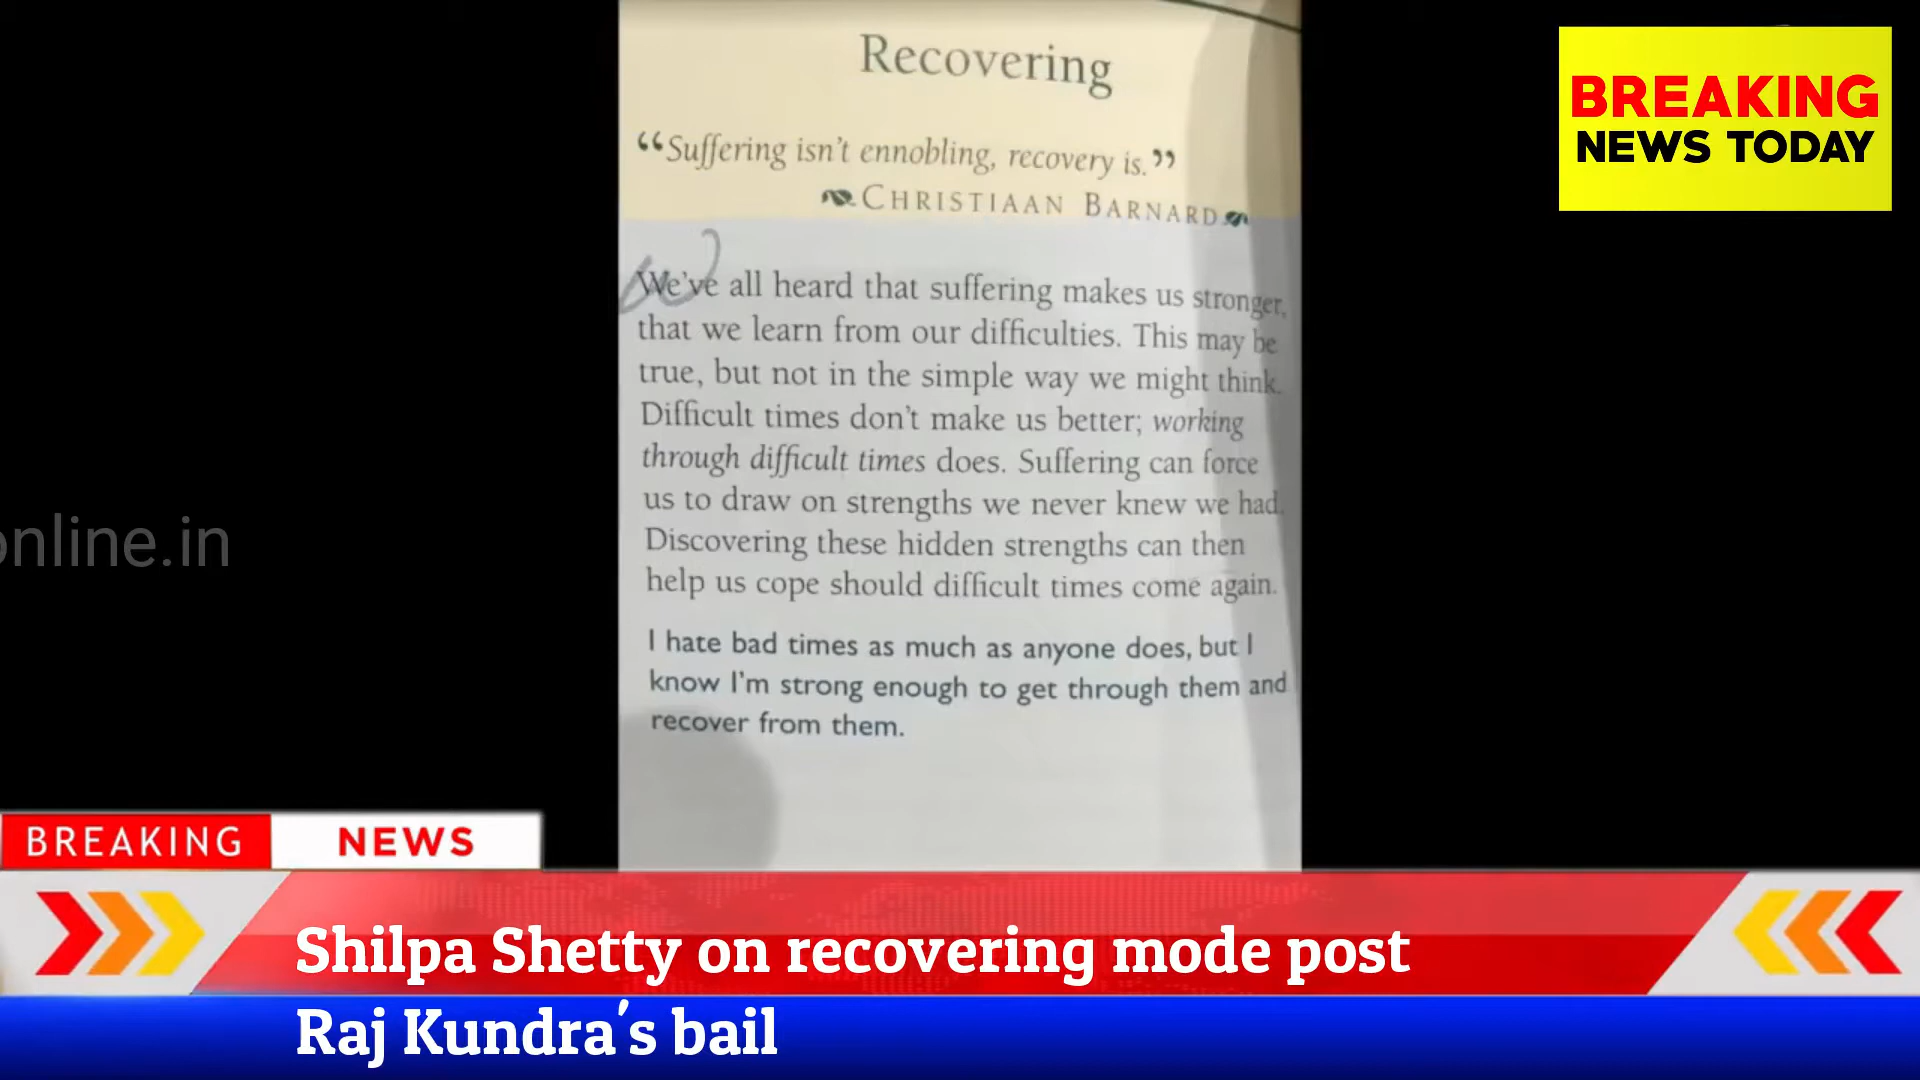 Recovering
“Suffering isn't ennobling, recovery is.”
CHRISTIAAN BARNARD
We've all heard that suffering makes us stronger,
that we learn from our difficulties. This may be
true, but not in the simple way we might think.
Difficult times don't make us better; working
through difficult times does. Suffering can force
us to draw on strengths we never knew we had.
Discovering these hidden strengths can then
help us cope should difficult times come again.
I hate bad times as much as anyone does, but I
know I'm strong enough to get through them and
recover from them.
BREAKING
NEWS TODAY
online.in
BREAKING NEWS
Shilpa Shetty on recovering mode post
Raj Kundra's bail